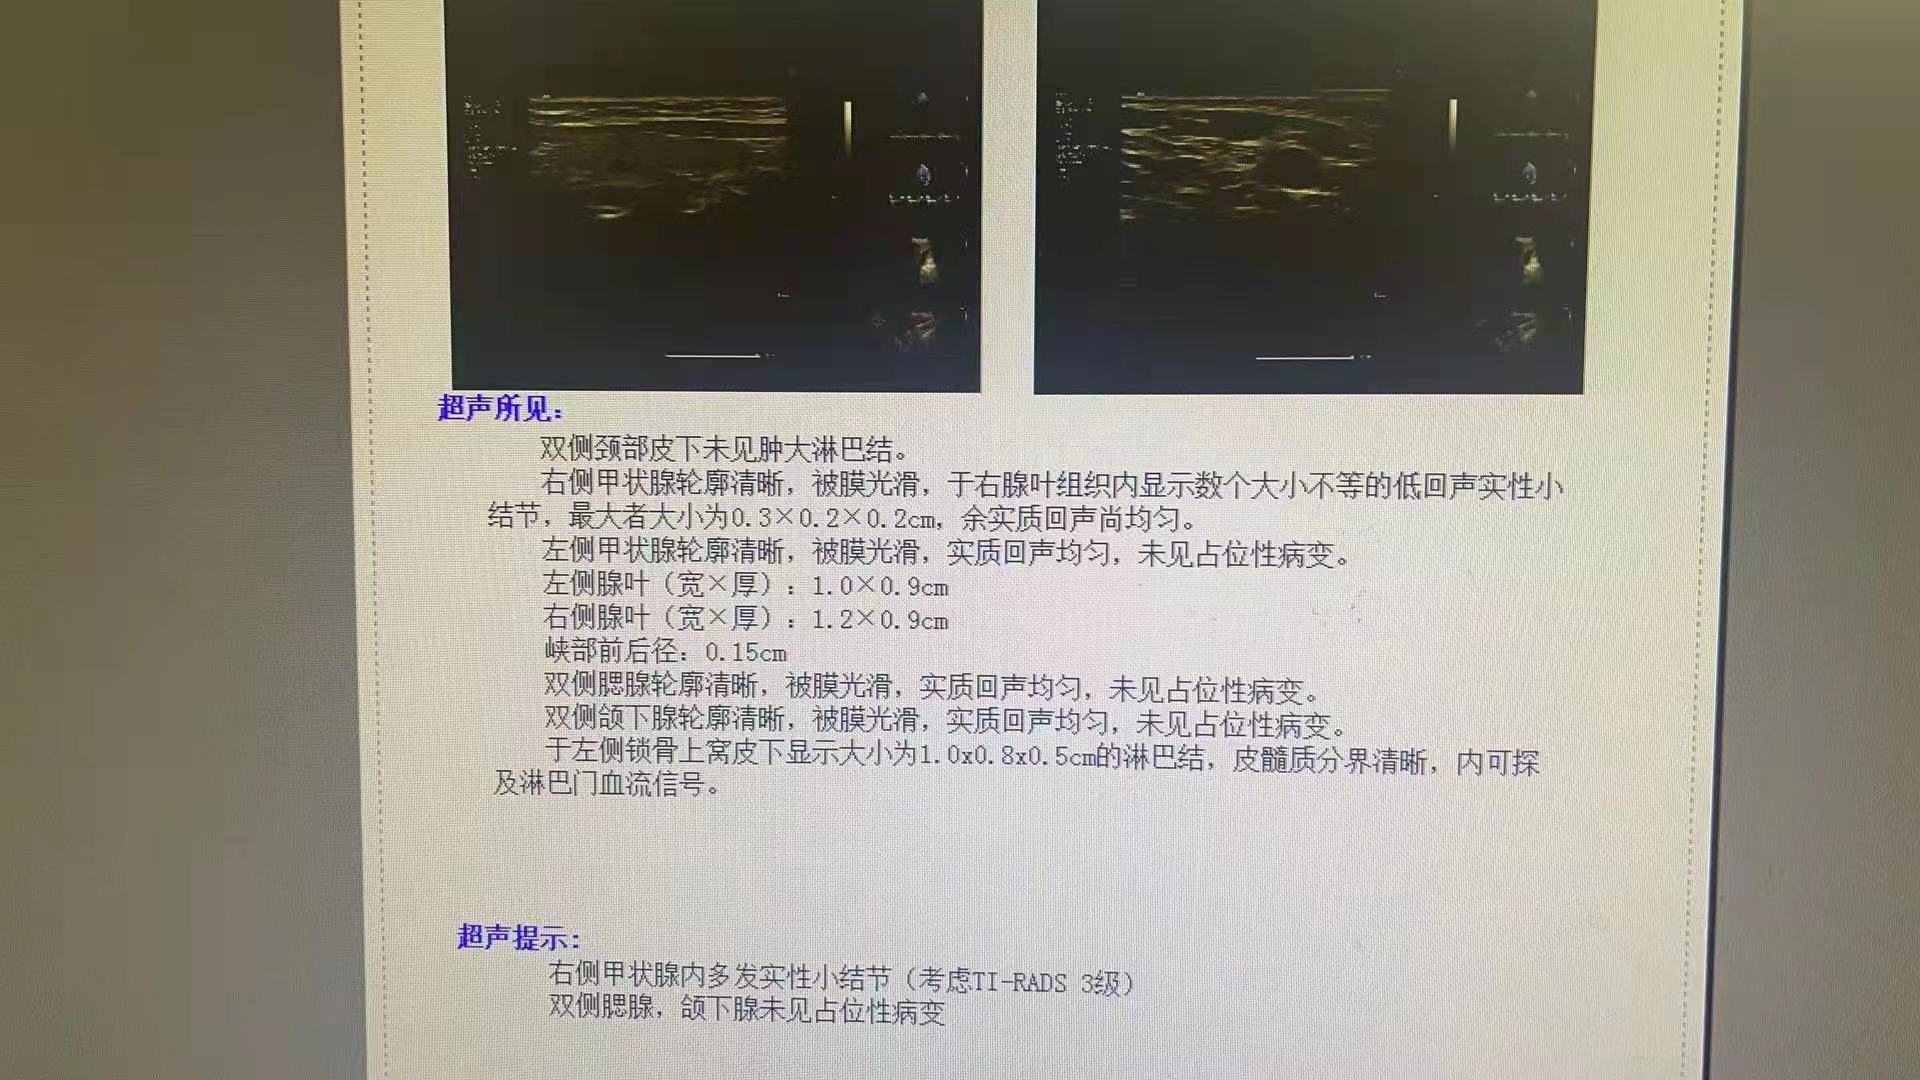 超声所见：
双侧颈部皮下未见肿大淋巴结。
右侧甲状腺轮廓清晰，被膜光滑，于右腺叶组织内显示数个大小不等的低回声实性小
结节，最大者大小为0.3×0.2×0.2cm，余实质回声尚均匀。
左侧甲状腺轮廓清晰，被膜光滑，实质回声均匀，未见占位性病变。
左侧腺叶（宽×厚）：1.0×0.9cm
右侧腺叶（宽×厚）：1.2×0.9cm
峡部前后径：0.15cm
双侧腮腺轮廓清晰，被膜光滑，实质回声均匀，未见占位性病变。
双侧颌下腺轮廓清晰，被膜光滑，实质回声均匀，未见占位性病变。
于左侧锁骨上窝皮下显示大小为1.0x0.8x0.5cm的淋巴结，皮髓质分界清晰，内可探
及淋巴门血流信号。
超声提示：
右侧甲状腺内多发实性小结节（考虑TI-RADS 3级）
双侧腮腺，颌下腺未见占位性病变